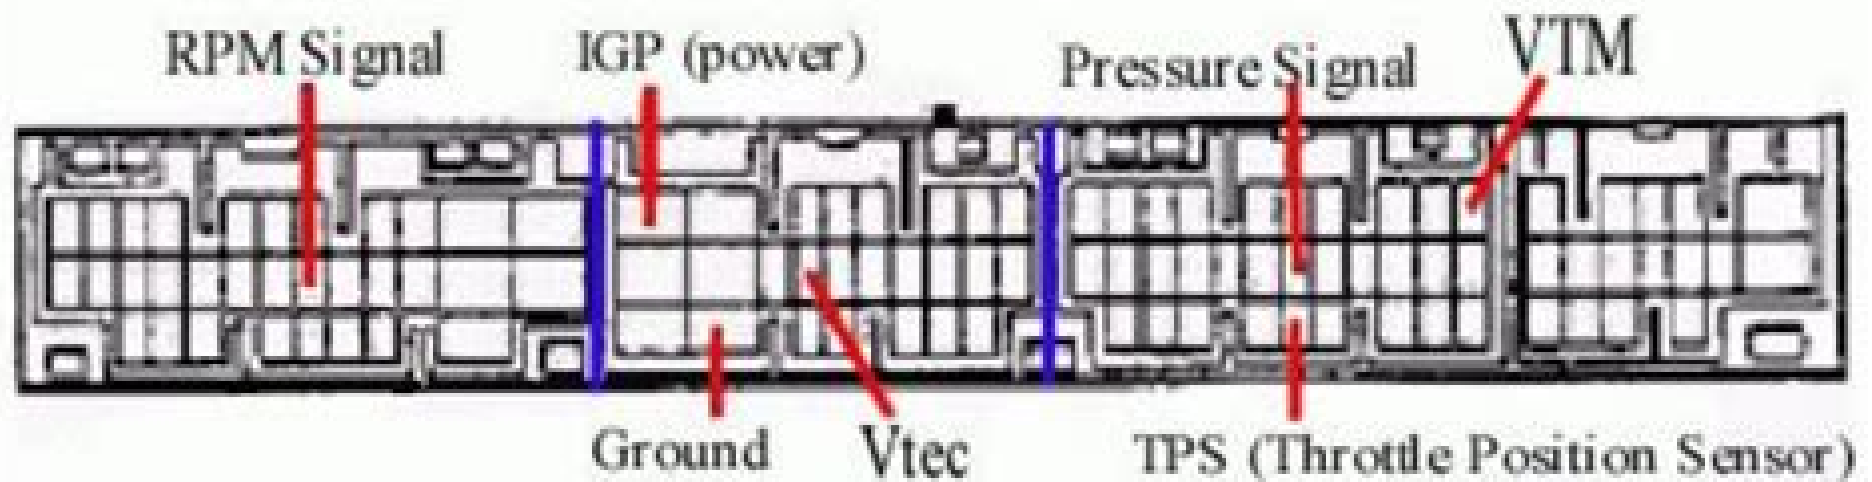 RPM Signal
IGP (power)
Pressure Signal
VTM
Ground
Vtec
TPS (Throttle Position Sensor)